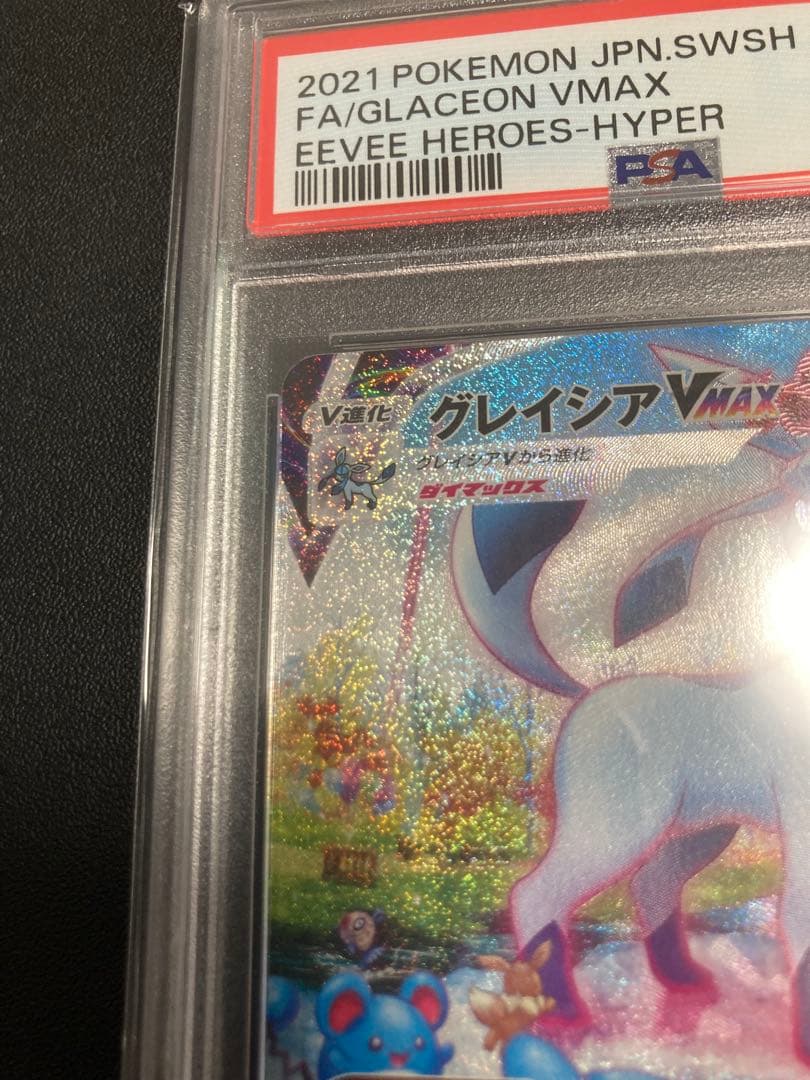 2021 POKEMON JPN.SWSH
FA/GLACEON VMAX
EEVEE HEROES-HYPER
PSA
V進化
グレイシアVMAX
グレイシアVから進化
ダイマックス